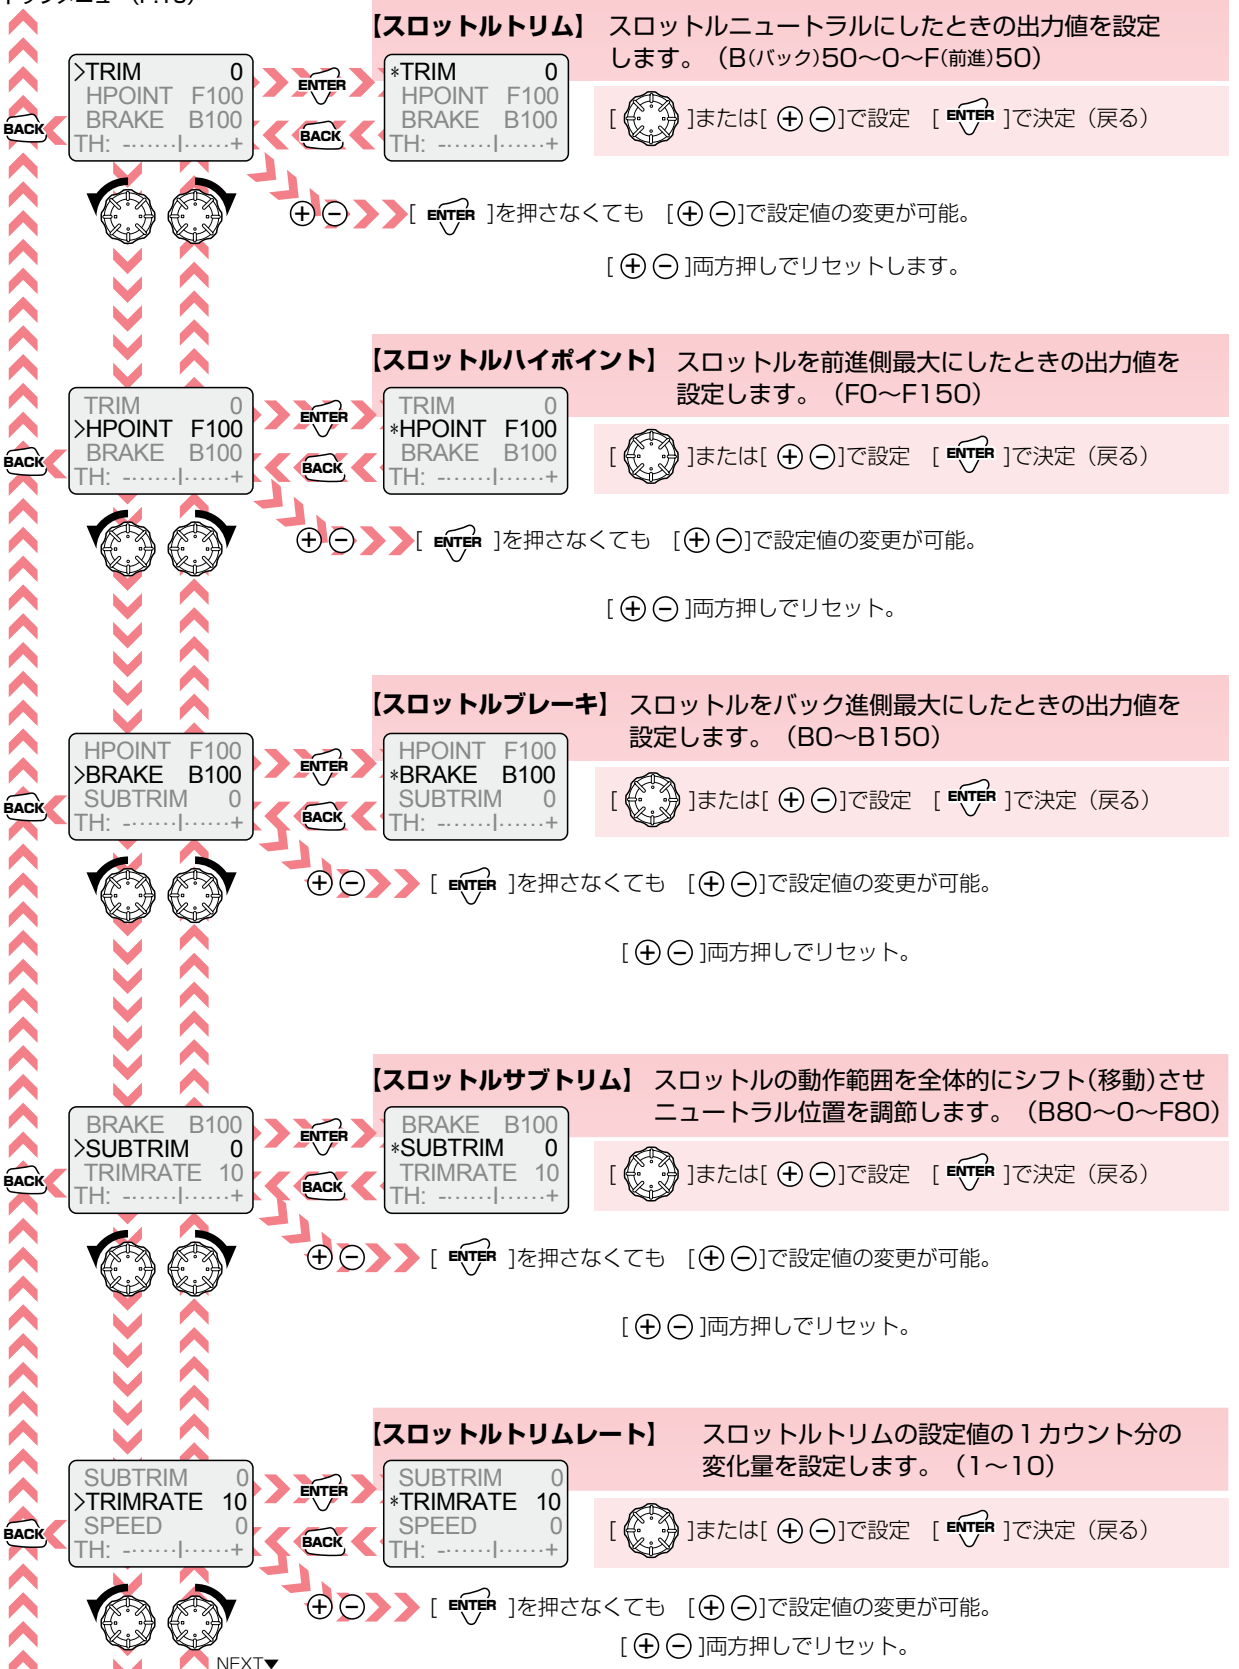 トップメニュー(P.18)
【スロットルトリム】 スロットルニュートラルにしたときの出力値を設定
します。(B(バック)50～0～F(前進)50)
>TRIM 0
HPOINT F100
BRAKE B100
TH: -······I······+
ENTER
BACK
BACK
*TRIM 0
HPOINT F100
BRAKE B100
TH: -······I······+
[ ]または[ ⊕ ⊖ ]で設定 [ ENTER ]で決定(戻る)
⊕ ⊖ [ ENTER ]を押さなくても [⊕ ⊖]で設定値の変更が可能。
[ ⊕ ⊖ ]両方押しでリセットします。
【スロットルハイポイント】 スロットルを前進側最大にしたときの出力値を
設定します。(F0～F150)
TRIM 0
>HPOINT F100
BRAKE B100
TH: -······I······+
ENTER
BACK
BACK
TRIM 0
*HPOINT F100
BRAKE B100
TH: -······I······+
[ ]または[ ⊕ ⊖ ]で設定 [ ENTER ]で決定(戻る)
⊕ ⊖ [ ENTER ]を押さなくても [⊕ ⊖]で設定値の変更が可能。
[ ⊕ ⊖ ]両方押しでリセット。
【スロットルブレーキ】 スロットルをバック進側最大にしたときの出力値を
設定します。(B0～B150)
HPOINT F100
>BRAKE B100
SUBTRIM 0
TH: -······I······+
ENTER
BACK
BACK
HPOINT F100
*BRAKE B100
SUBTRIM 0
TH: -······I······+
[ ]または[ ⊕ ⊖ ]で設定 [ ENTER ]で決定(戻る)
⊕ ⊖ [ ENTER ]を押さなくても [⊕ ⊖]で設定値の変更が可能。
[ ⊕ ⊖ ]両方押しでリセット。
【スロットルサブトリム】 スロットルの動作範囲を全体的にシフト(移動)させ
ニュートラル位置を調節します。(B80～0～F80)
BRAKE B100
>SUBTRIM 0
TRIMRATE 10
TH: -······I······+
ENTER
BACK
BACK
BRAKE B100
*SUBTRIM 0
TRIMRATE 10
TH: -······I······+
[ ]または[ ⊕ ⊖ ]で設定 [ ENTER ]で決定(戻る)
⊕ ⊖ [ ENTER ]を押さなくても [⊕ ⊖]で設定値の変更が可能。
[ ⊕ ⊖ ]両方押しでリセット。
【スロットルトリムレート】 スロットルトリムの設定値の1カウント分の
変化量を設定します。(1～10)
SUBTRIM 0
>TRIMRATE 10
SPEED 0
TH: -······I······+
ENTER
BACK
BACK
SUBTRIM 0
*TRIMRATE 10
SPEED 0
TH: -······I······+
[ ]または[ ⊕ ⊖ ]で設定 [ ENTER ]で決定(戻る)
⊕ ⊖ [ ENTER ]を押さなくても [⊕ ⊖]で設定値の変更が可能。
[ ⊕ ⊖ ]両方押しでリセット。
NEXT▼